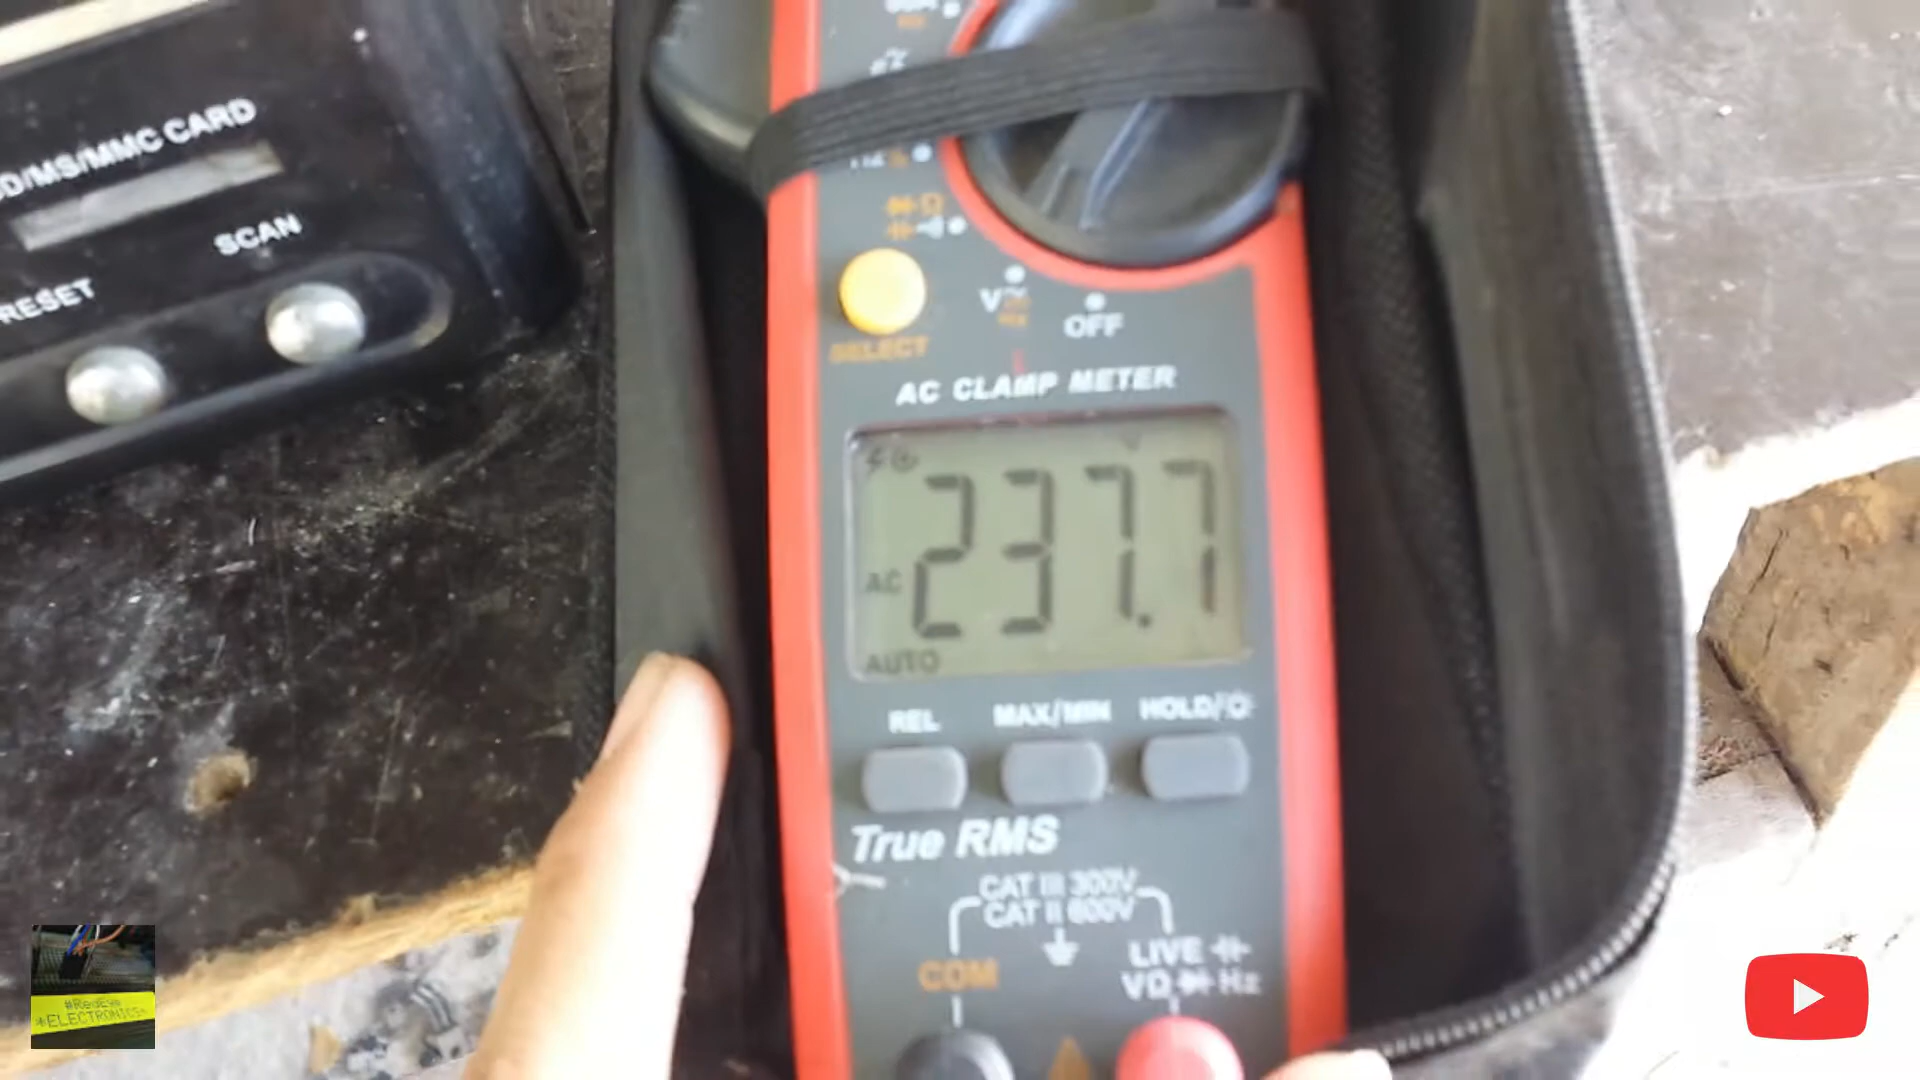 D/MS/MMC CARD
SCAN
RESET
SELECT
V
Hz
OFF
AC CLAMP METER
237.7
AC
AUTO
REL
MAX/MIN
HOLD/
True RMS
CAT III 300V
CAT II 600V
COM
LIVE
VΩ Hz
#RedEye
*ELECTRONICS*